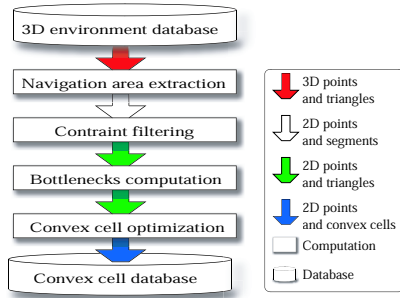 3D environment database
Navigation area extraction
Contraint filtering
Bottlenecks computation
Convex cell optimization
Convex cell database
3D points
and triangles
2D points
and segments
2D points
and triangles
2D points
and convex cells
Computation
Database